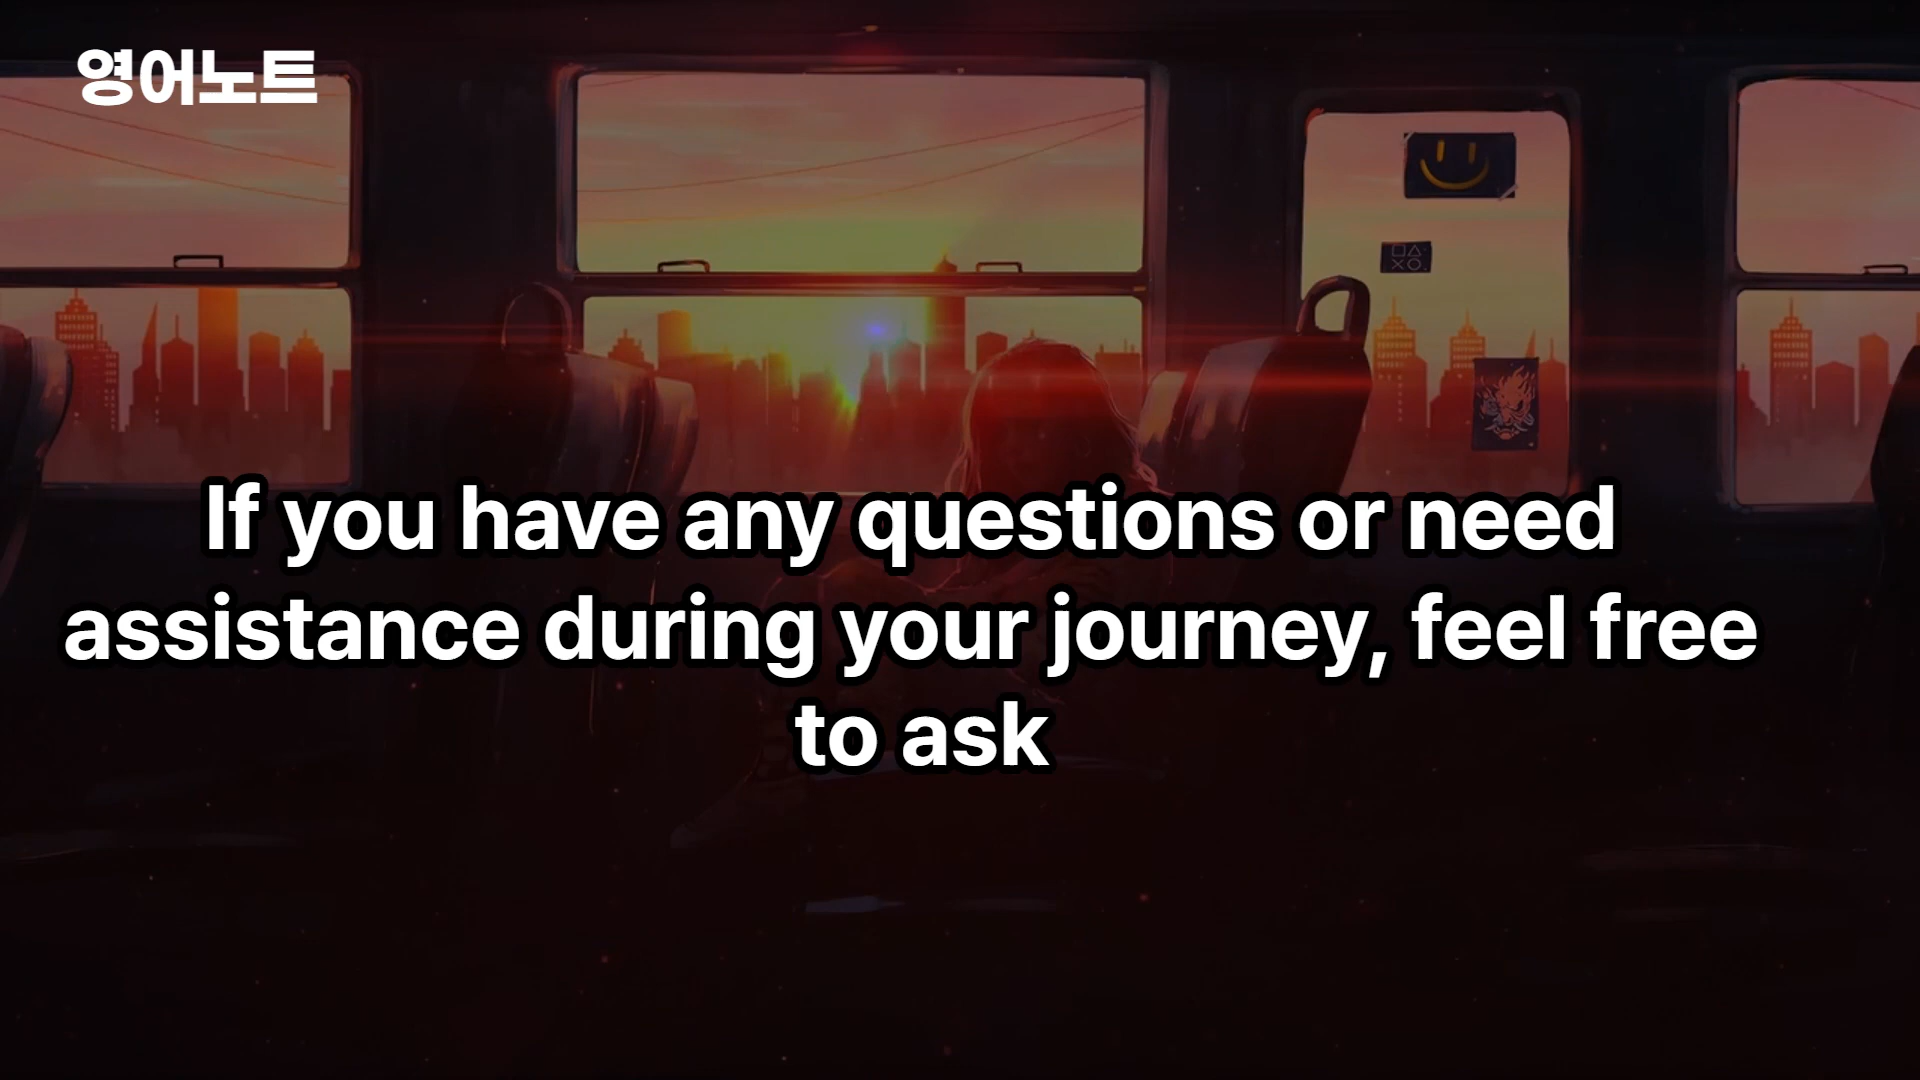 영어노트
If you have any questions or need
assistance during your journey, feel free
to ask